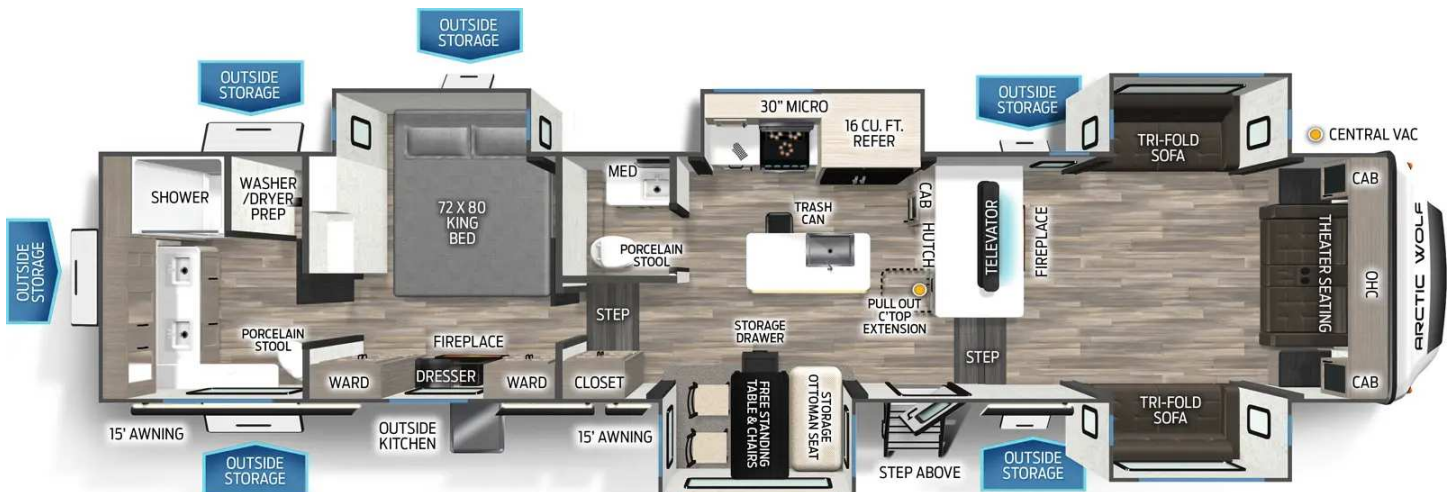 OUTSIDE
STORAGE
OUTSIDE
STORAGE
OUTSIDE
STORAGE
30" MICRO
16 CU. FT.
REFER
TRI-FOLD
SOFA
CENTRAL VAC
SHOWER
WASHER
/DRYER
PREP
72 X 80
KING
BED
MED
PORCELAIN
STOOL
TRASH
CAN
CAB
HUTCH
TELEVATOR
FIREPLACE
CAB
THEATER SEATING
OHC
ARCTIC WOLF
OUTSIDE
STORAGE
PULL OUT
C'TOP
EXTENSION
STEP
STORAGE
DRAWER
STEP
PORCELAIN
STOOL
FIREPLACE
WARD
DRESSER
WARD
CLOSET
FREE STANDING
TABLE & CHAIRS
STORAGE
OTTOMAN SEAT
TRI-FOLD
SOFA
CAB
15' AWNING
OUTSIDE
KITCHEN
15' AWNING
STEP ABOVE
OUTSIDE
STORAGE
OUTSIDE
STORAGE